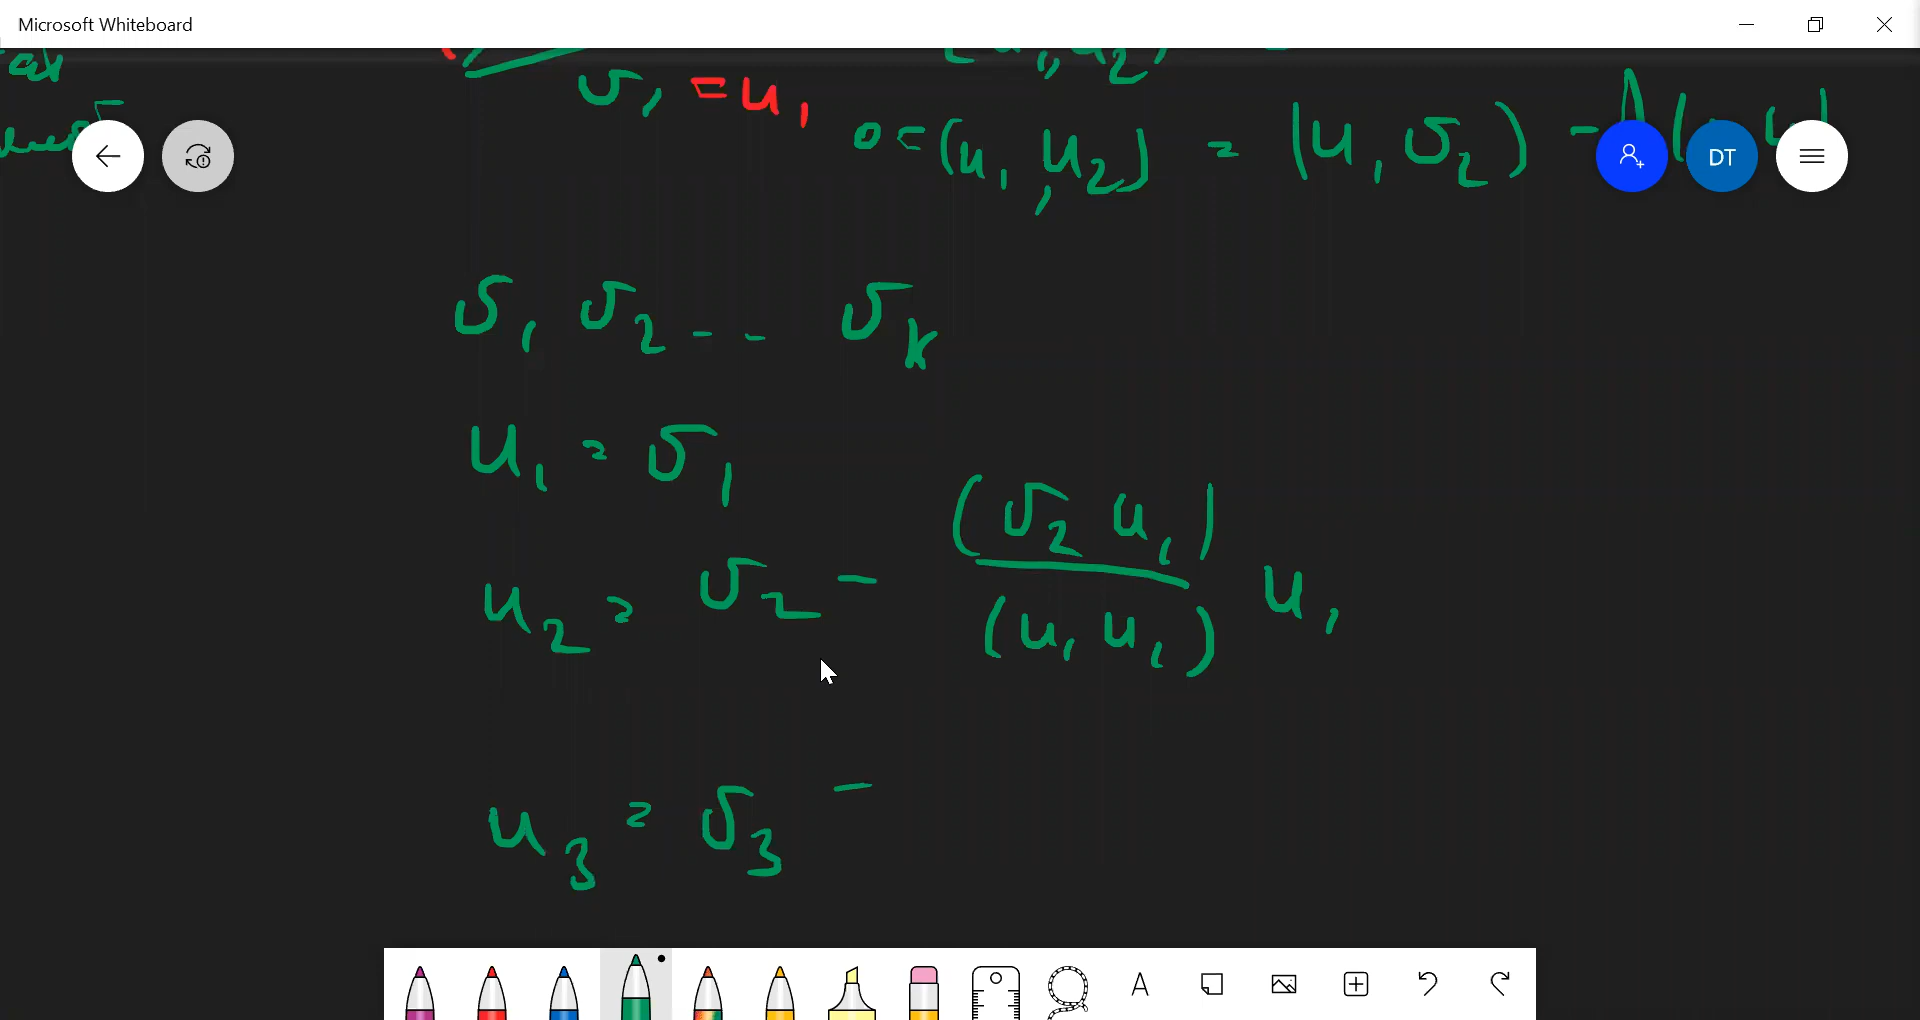 Microsoft Whiteboard
v₁ = u₁
0 = (u₁, u₂) = (u₁ v₂) -
DT
v₁ v₂ -- vₖ
u₁ = v₁
u₂ = v₂ - (v₂ u₁) / (u₁ u₁) u₁
u₃ = v₃ -